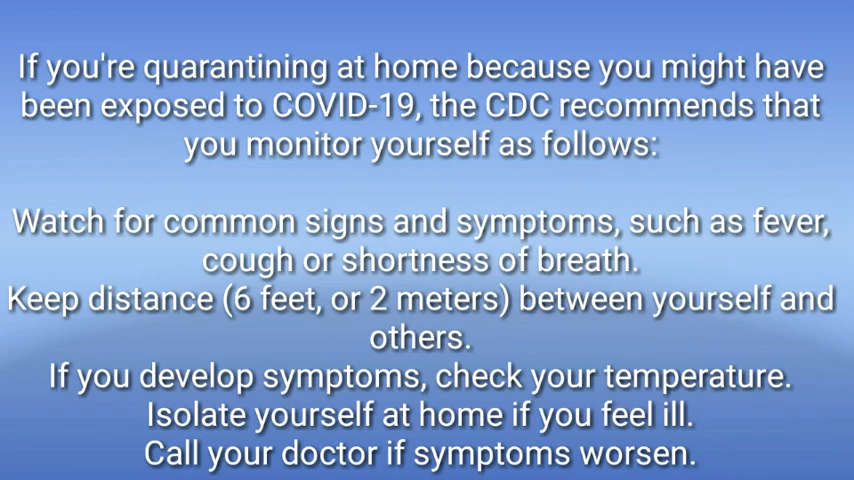 If you're quarantining at home because you might have
been exposed to COVID-19, the CDC recommends that
you monitor yourself as follows:
Watch for common signs and symptoms, such as fever,
cough or shortness of breath.
Keep distance (6 feet, or 2 meters) between yourself and
others.
If you develop symptoms, check your temperature.
Isolate yourself at home if you feel ill.
Call your doctor if symptoms worsen.